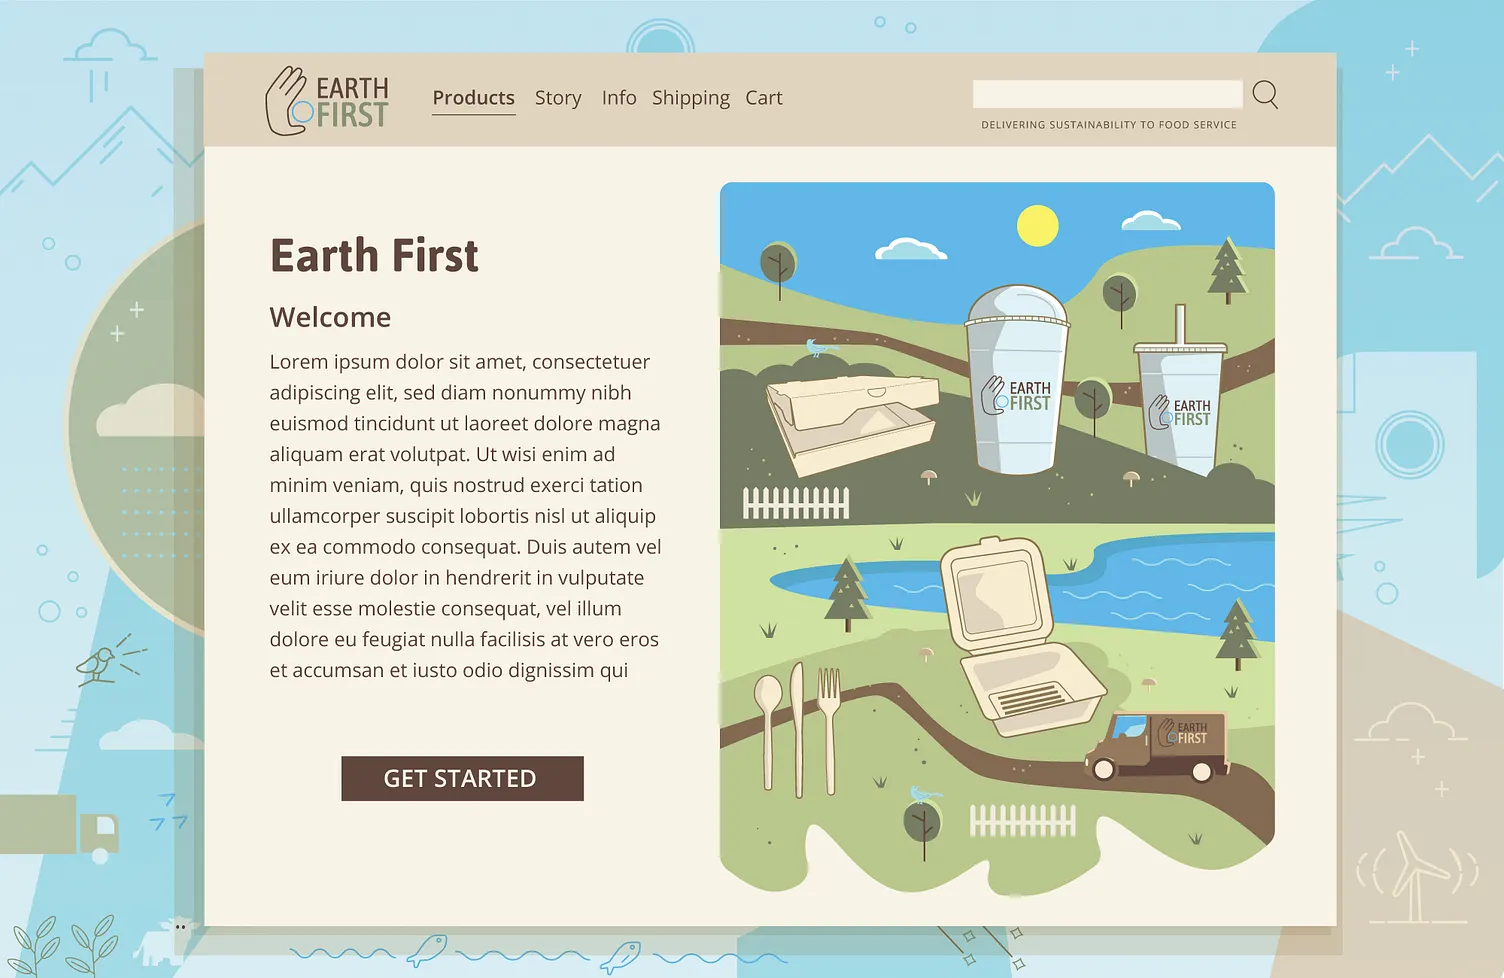 EARTH
FIRST
Products Story Info Shipping Cart
DELIVERING SUSTAINABILITY TO FOOD SERVICE
Earth First
Welcome
Lorem ipsum dolor sit amet, consectetuer
adipiscing elit, sed diam nonummy nibh
euismod tincidunt ut laoreet dolore magna
aliquam erat volutpat. Ut wisi enim ad
minim veniam, quis nostrud exerci tation
ullamcorper suscipit lobortis nisl ut aliquip
ex ea commodo consequat. Duis autem vel
eum iriure dolor in hendrerit in vulputate
velit esse molestie consequat, vel illum
dolore eu feugiat nulla facilisis at vero eros
et accumsan et iusto odio dignissim qui
GET STARTED
EARTH
FIRST
EARTH
FIRST
EARTH
FIRST